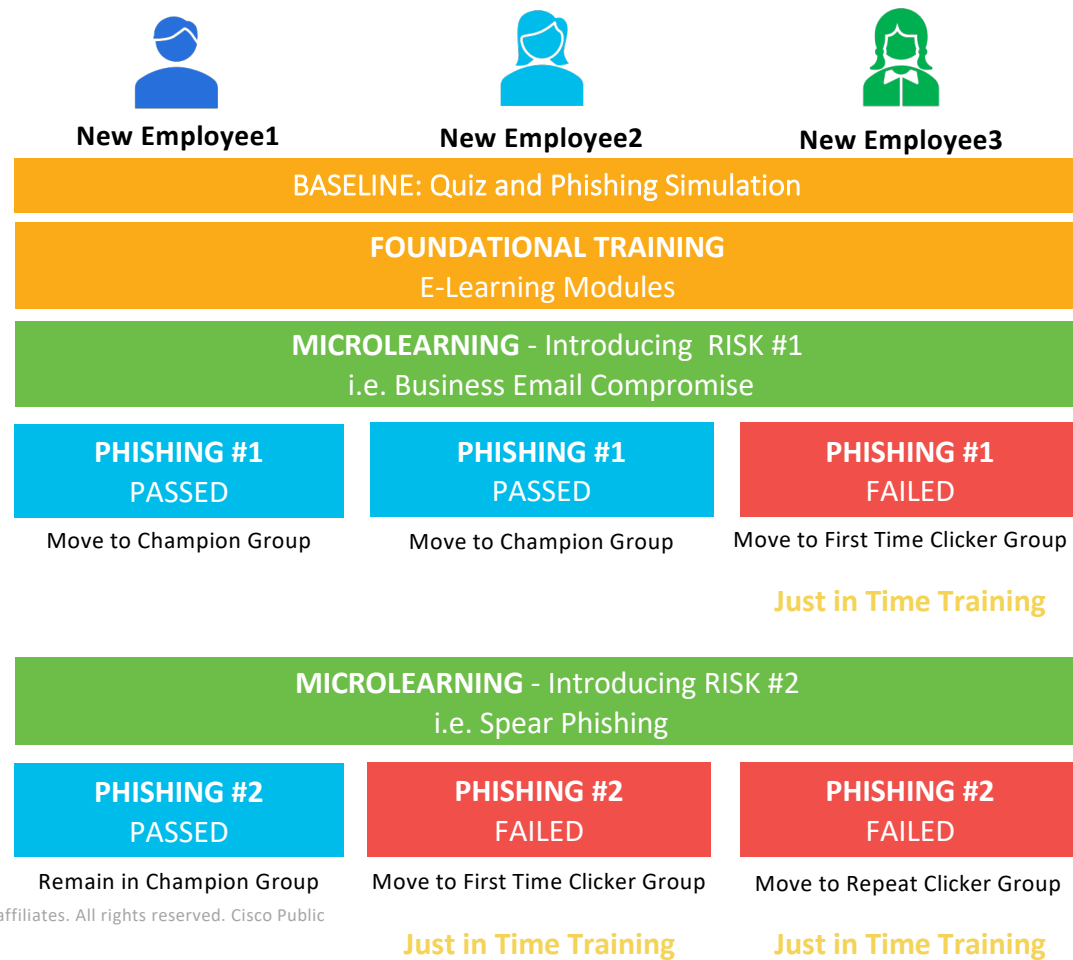 New Employee1
New Employee2
New Employee3
BASELINE: Quiz and Phishing Simulation
FOUNDATIONAL TRAINING
E-Learning Modules
MICROLEARNING - Introducing RISK #1
i.e. Business Email Compromise
PHISHING #1
PASSED
PHISHING #1
PASSED
PHISHING #1
FAILED
Move to Champion Group
Move to Champion Group
Move to First Time Clicker Group
Just in Time Training
MICROLEARNING - Introducing RISK #2
i.e. Spear Phishing
PHISHING #2
PASSED
PHISHING #2
FAILED
PHISHING #2
FAILED
Remain in Champion Group
Move to First Time Clicker Group
Move to Repeat Clicker Group
affiliates. All rights reserved. Cisco Public
Just in Time Training
Just in Time Training